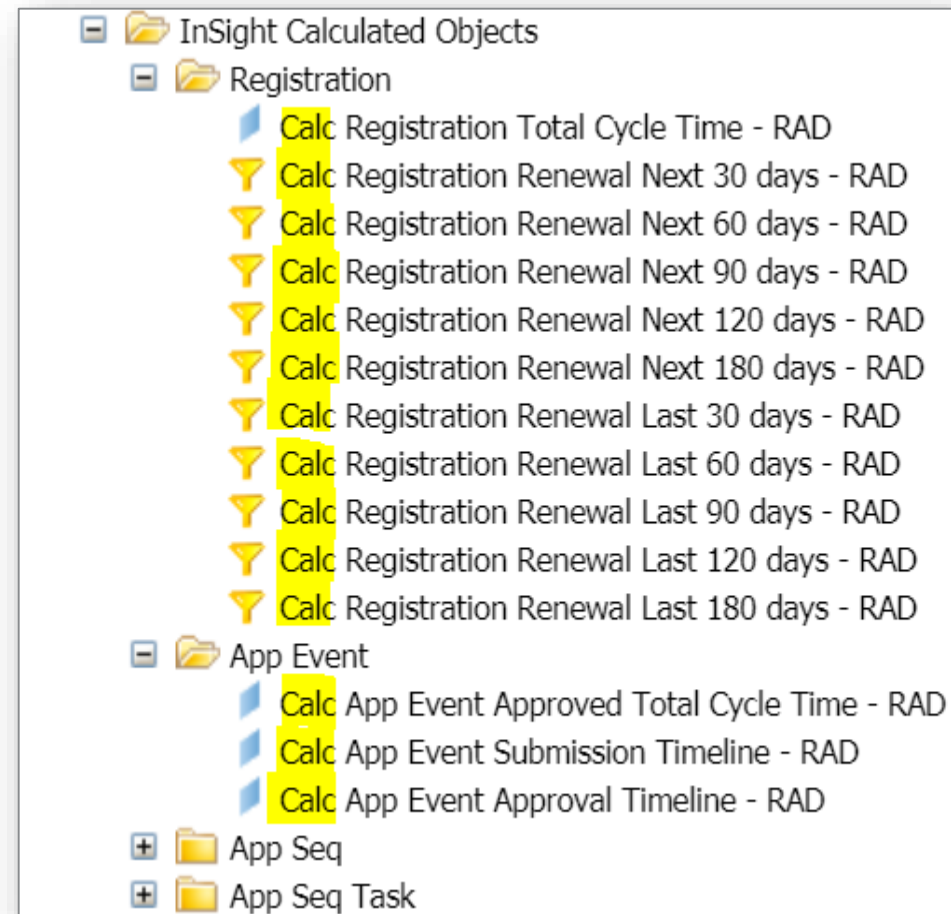 InSight Calculated Objects
Registration
Calc Registration Total Cycle Time - RAD
Calc Registration Renewal Next 30 days - RAD
Calc Registration Renewal Next 60 days - RAD
Calc Registration Renewal Next 90 days - RAD
Calc Registration Renewal Next 120 days - RAD
Calc Registration Renewal Next 180 days - RAD
Calc Registration Renewal Last 30 days - RAD
Calc Registration Renewal Last 60 days - RAD
Calc Registration Renewal Last 90 days - RAD
Calc Registration Renewal Last 120 days - RAD
Calc Registration Renewal Last 180 days - RAD
App Event
Calc App Event Approved Total Cycle Time - RAD
Calc App Event Submission Timeline - RAD
Calc App Event Approval Timeline - RAD
App Seq
App Seq Task